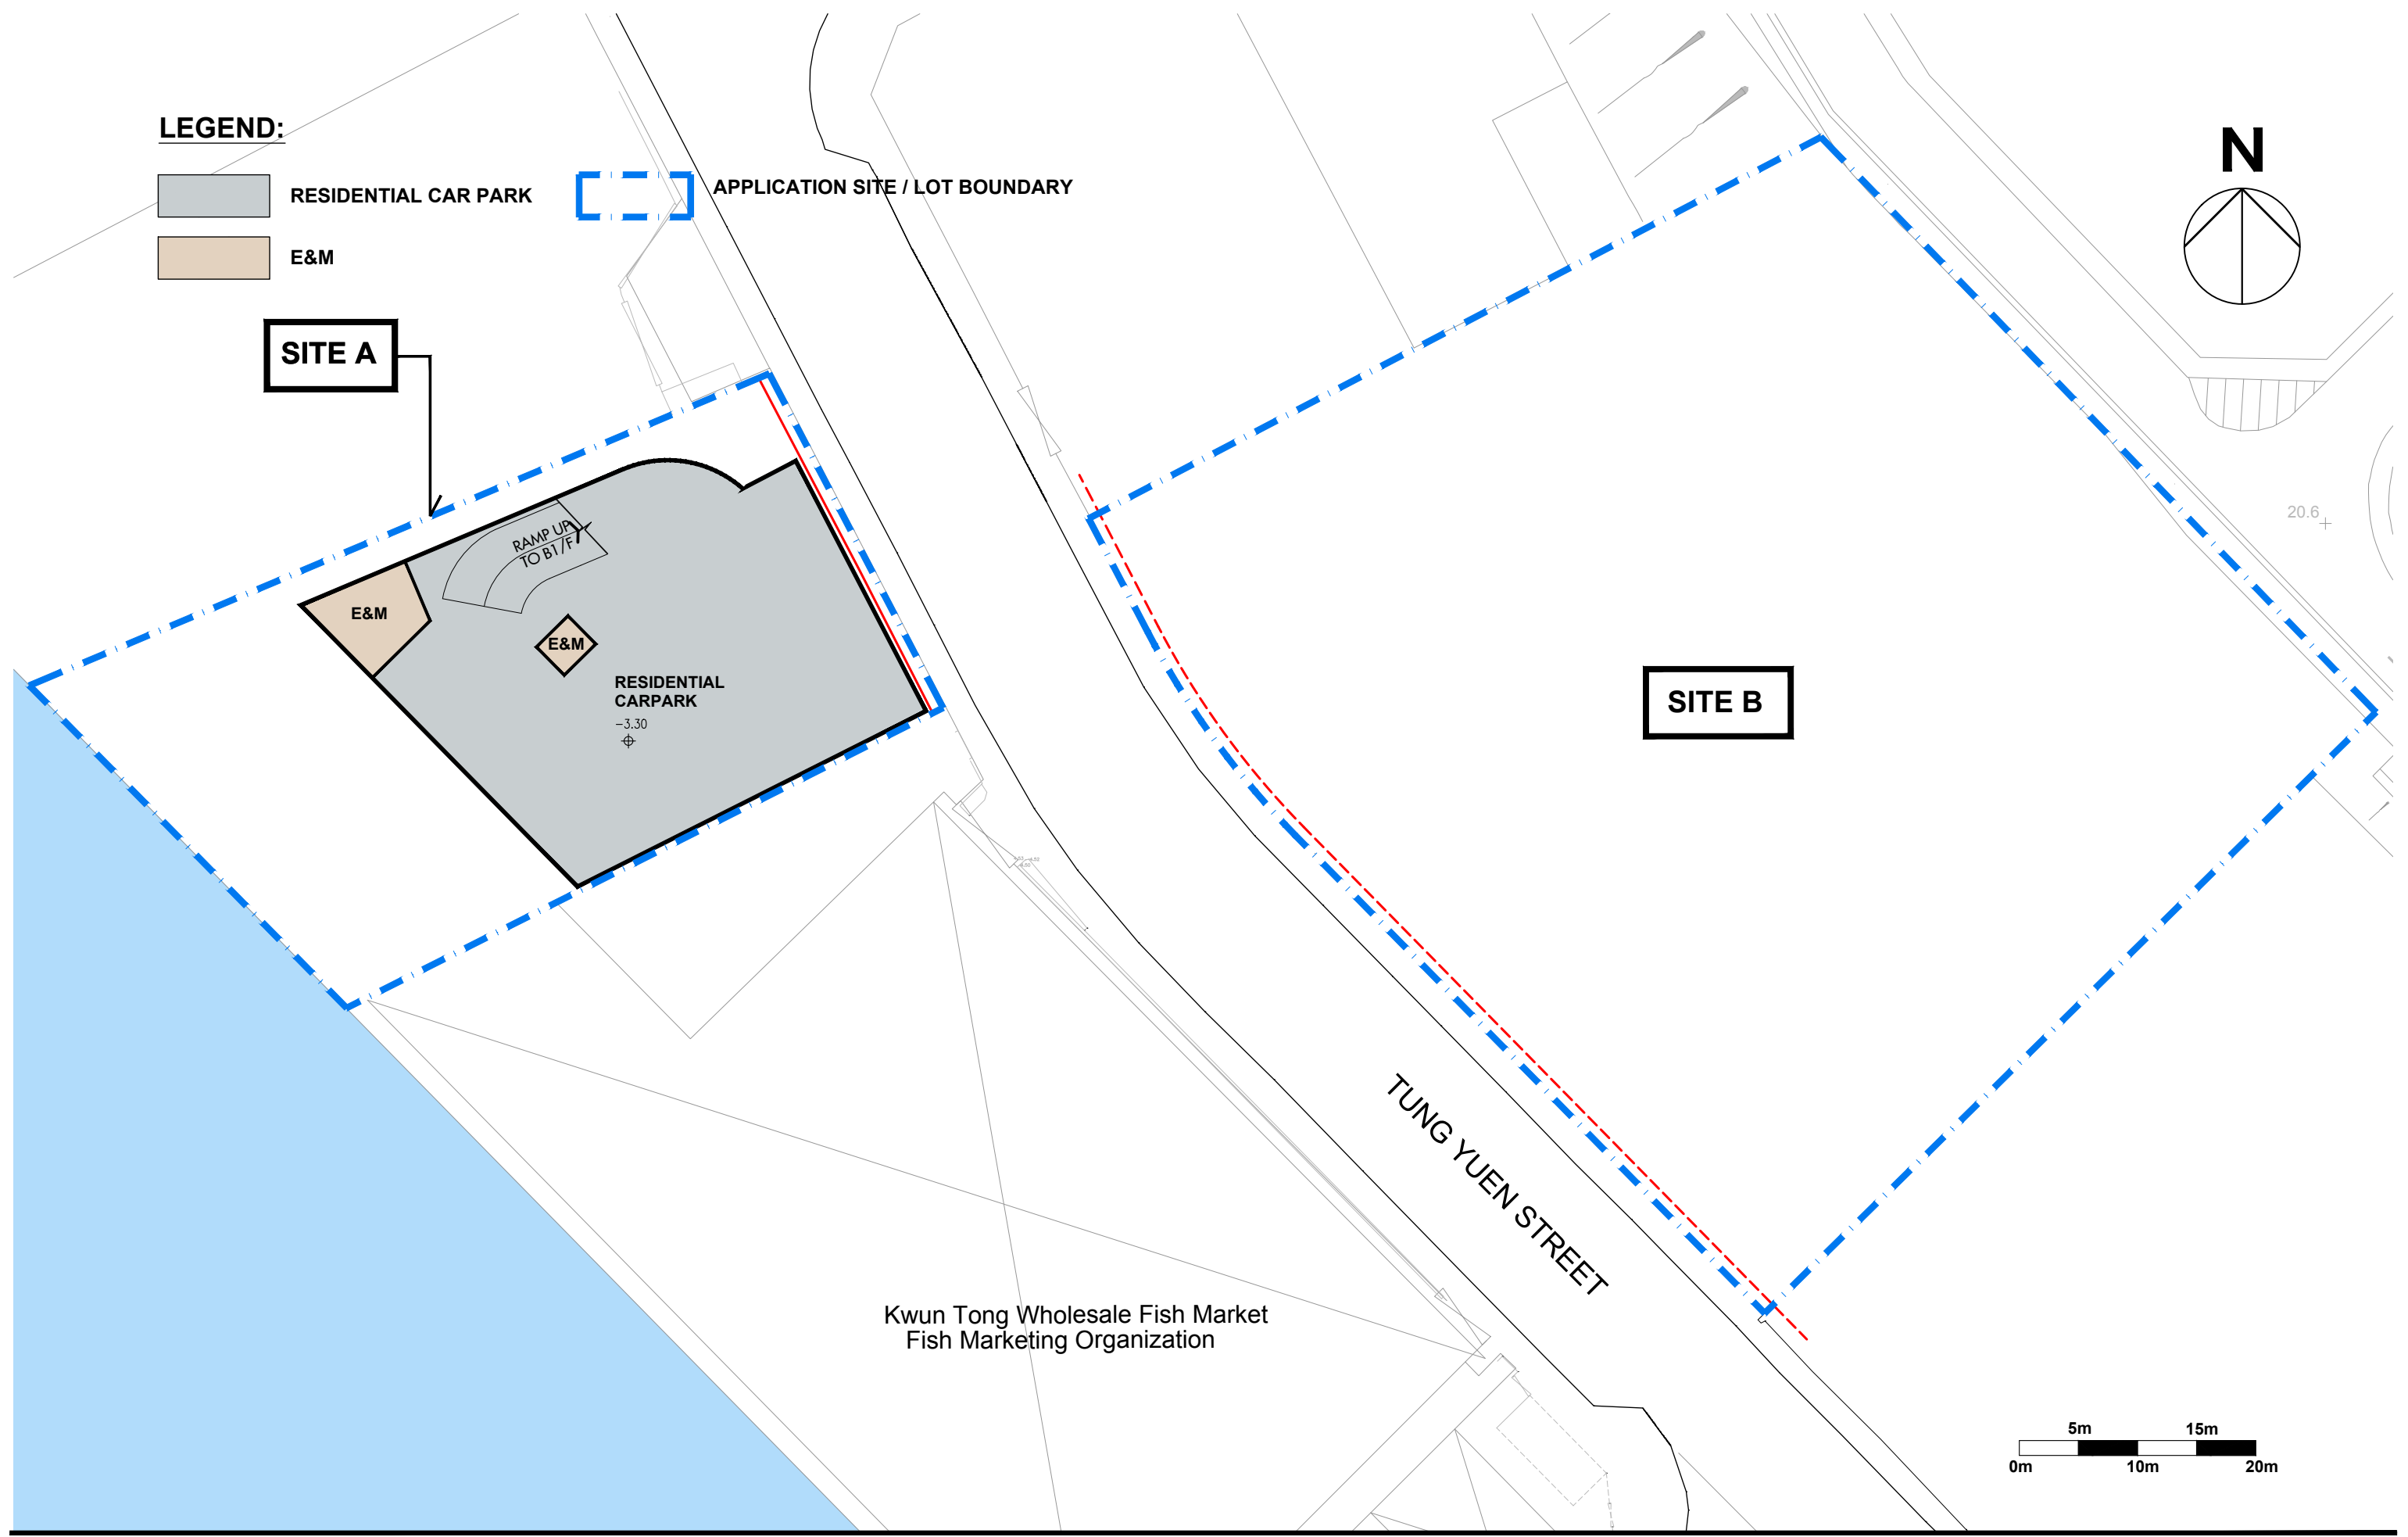 LEGEND:
RESIDENTIAL CAR PARK
APPLICATION SITE / LOT BOUNDARY
E&M
N
SITE A
RAMP UP
TO B1/F
E&M
E&M
RESIDENTIAL
CARPARK
-3.30
20.6
SITE B
TUNG YUEN STREET
Kwun Tong Wholesale Fish Market
Fish Marketing Organization
5m 15m
0m 10m 20m